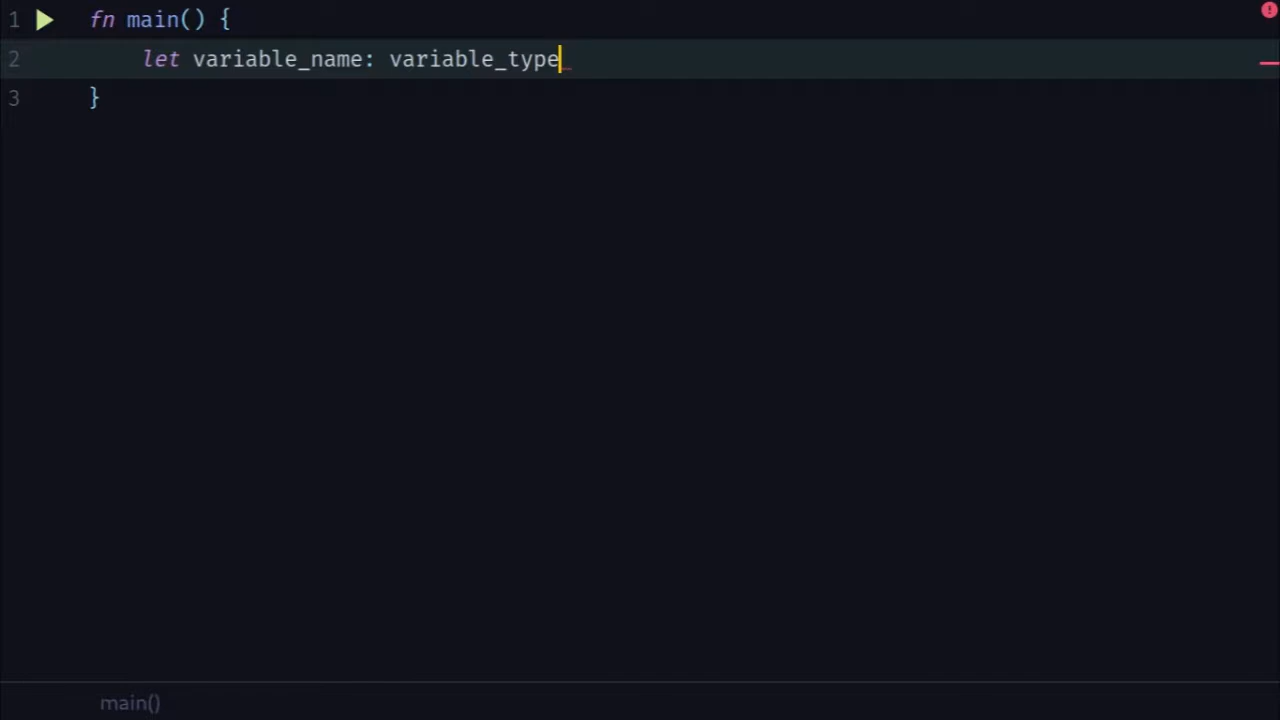 1 fn main() {
2 let variable_name: variable_type
3 }
main()